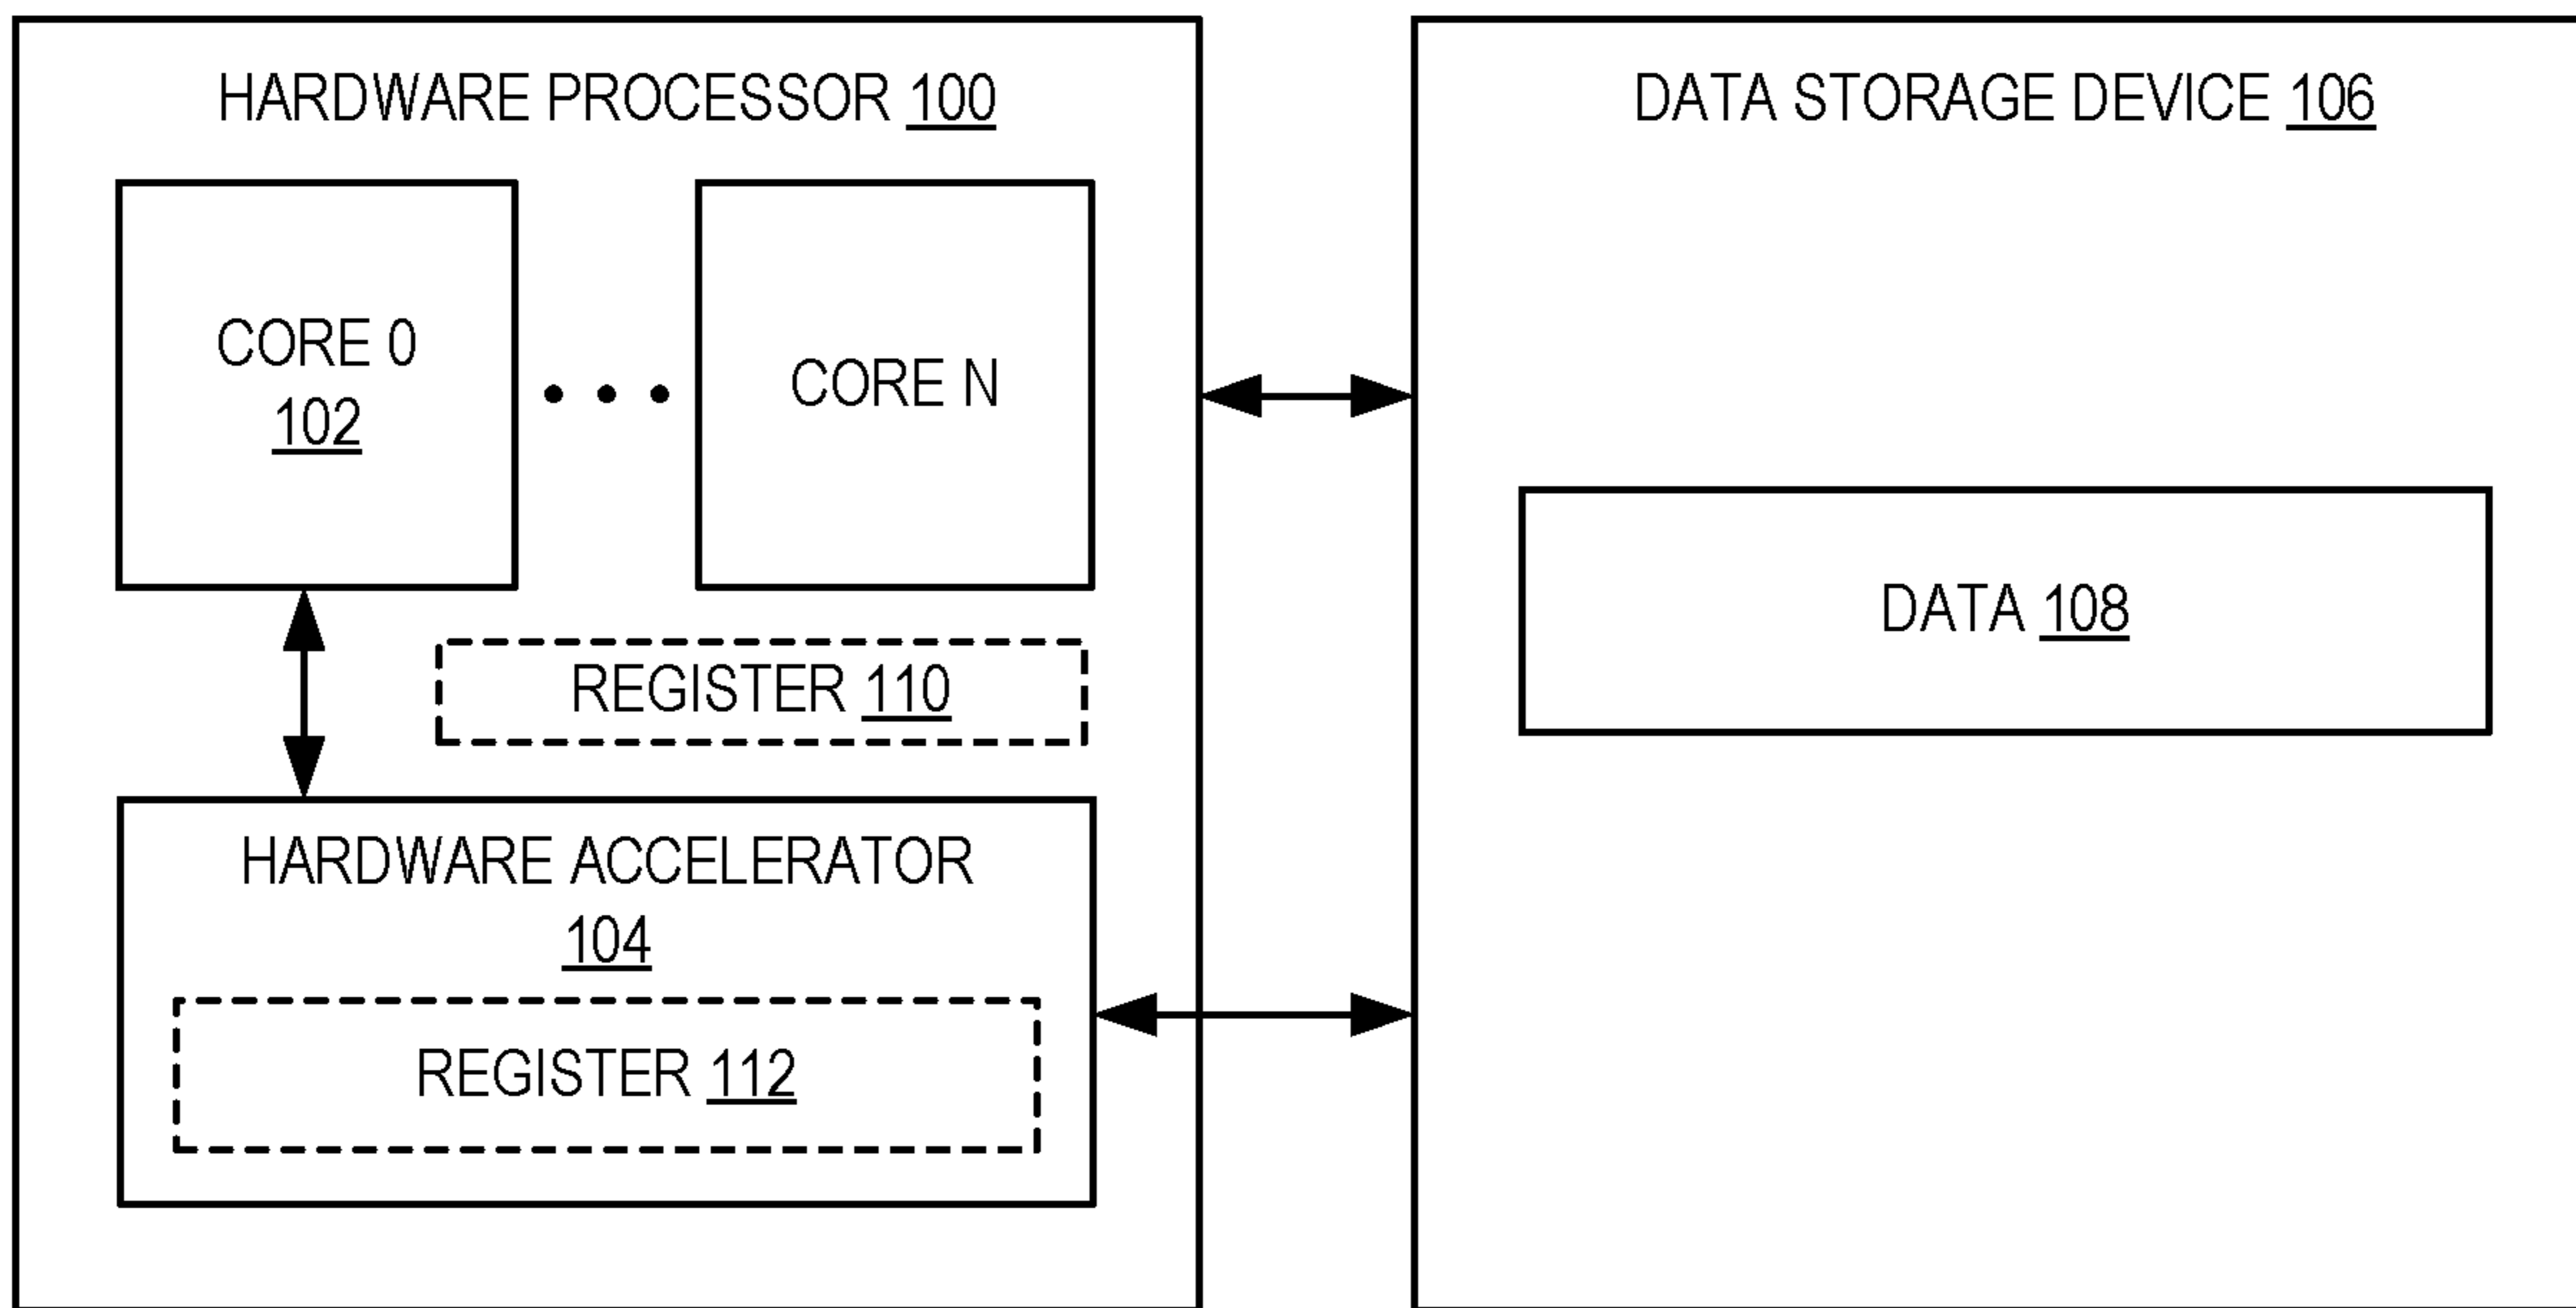 HARDWARE PROCESSOR 100
CORE 0
102
CORE N
REGISTER 110
HARDWARE ACCELERATOR
104
REGISTER 112
DATA STORAGE DEVICE 106
DATA 108